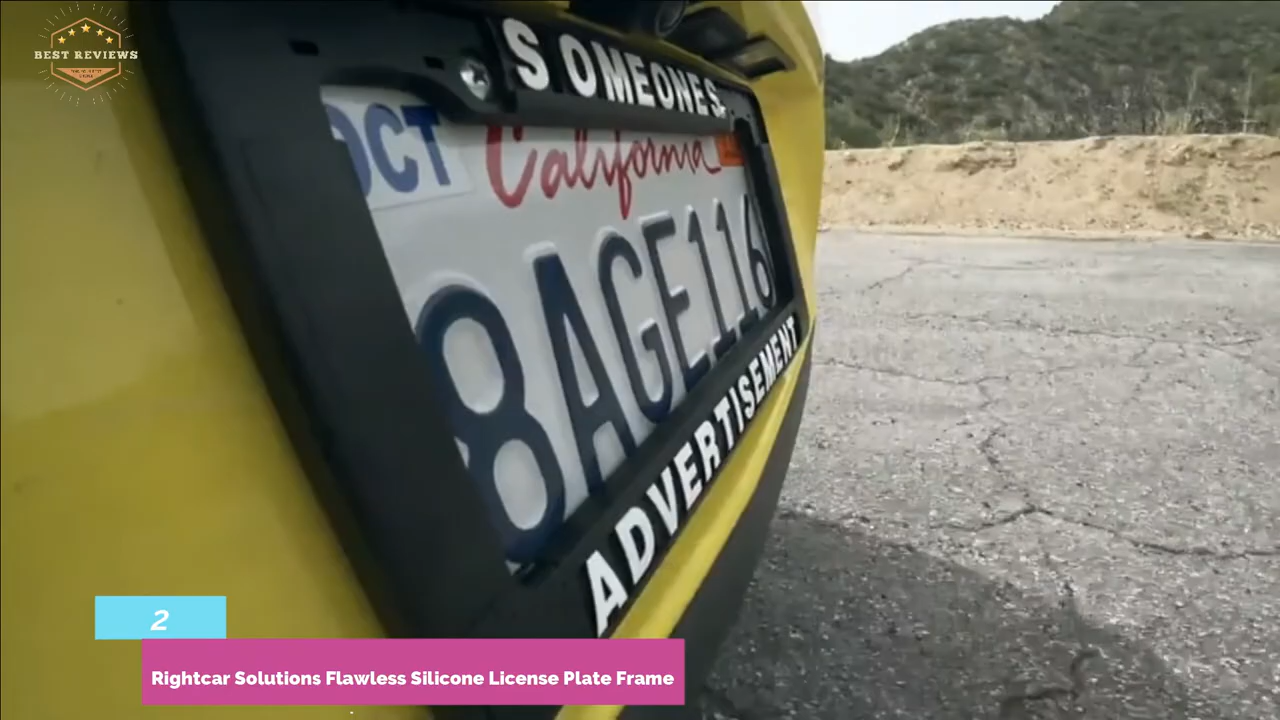 BEST REVIEWS
SOMEONES
OCT
California
8AGE116
ADVERTISEMENT
2
Rightcar Solutions Flawless Silicone License Plate Frame